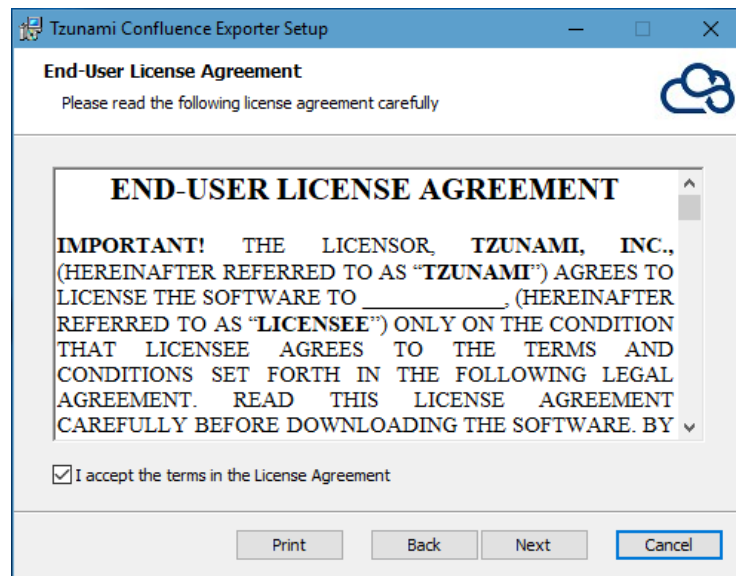 Tzunami Confluence Exporter Setup
End-User License Agreement
Please read the following license agreement carefully
END-USER LICENSE AGREEMENT
IMPORTANT! THE LICENSOR, TZUNAMI, INC.,
(HEREINAFTER REFERRED TO AS “TZUNAMI”) AGREES TO
LICENSE THE SOFTWARE TO _____________, (HEREINAFTER
REFERRED TO AS “LICENSEE”) ONLY ON THE CONDITION
THAT LICENSEE AGREES TO THE TERMS AND
CONDITIONS SET FORTH IN THE FOLLOWING LEGAL
AGREEMENT. READ THIS LICENSE AGREEMENT
CAREFULLY BEFORE DOWNLOADING THE SOFTWARE. BY
I accept the terms in the License Agreement
Print Back Next Cancel